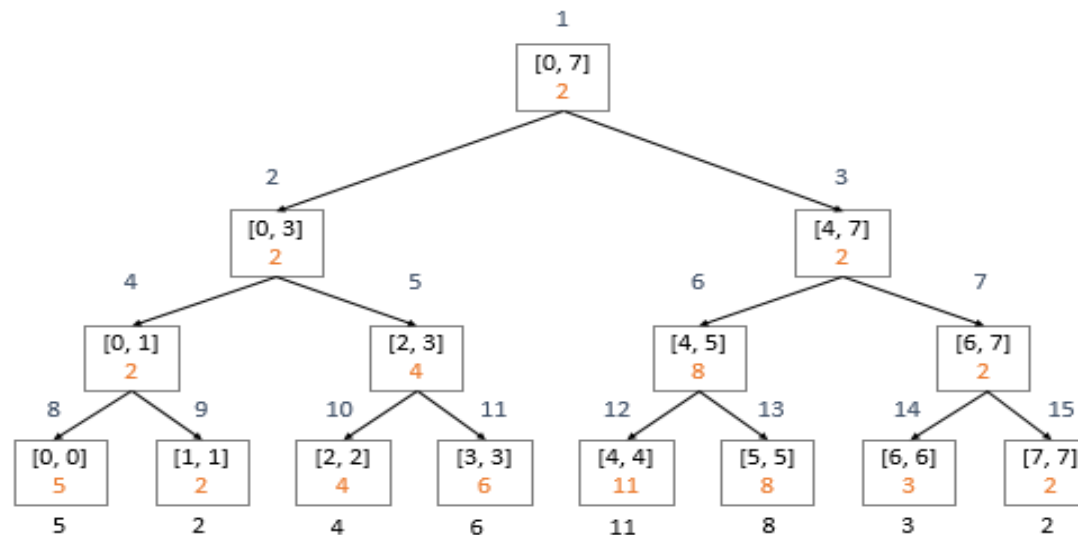 1
[0, 7]
2
2 3
[0, 3] [4, 7]
2 2
4 5 6 7
[0, 1] [2, 3] [4, 5] [6, 7]
2 4 8 2
8 9 10 11 12 13 14 15
[0, 0] [1, 1] [2, 2] [3, 3] [4, 4] [5, 5] [6, 6] [7, 7]
5 2 4 6 11 8 3 2
5 2 4 6 11 8 3 2